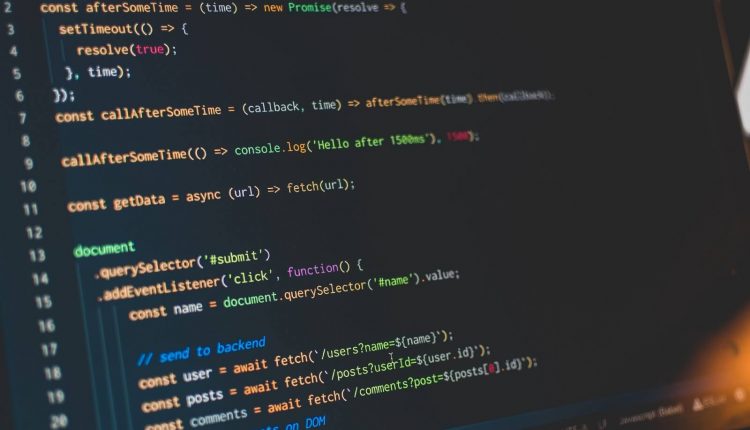 2 const afterSomeTime = (time) => new Promise(resolve => {
3 setTimeout(() => {
4 resolve(true);
5 }, time);
6 });
7 const callAfterSomeTime = (callback, time) => afterSomeTime(time).then(callback);
8
9 callAfterSomeTime(() => console.log('Hello after 1500ms'), 1500);
10
11 const getData = async (url) => fetch(url);
12
13 document
14 .querySelector('#submit')
15 .addEventListener('click', function() {
16 const name = document.querySelector('#name').value;
17
18 // send to backend
19 const user = await fetch(`/users?name=${name}`);
20 const posts = await fetch(`/posts?userId=${user.id}`);
const comments = await fetch(`/comments?post=${posts[0].id}`);
on DOM